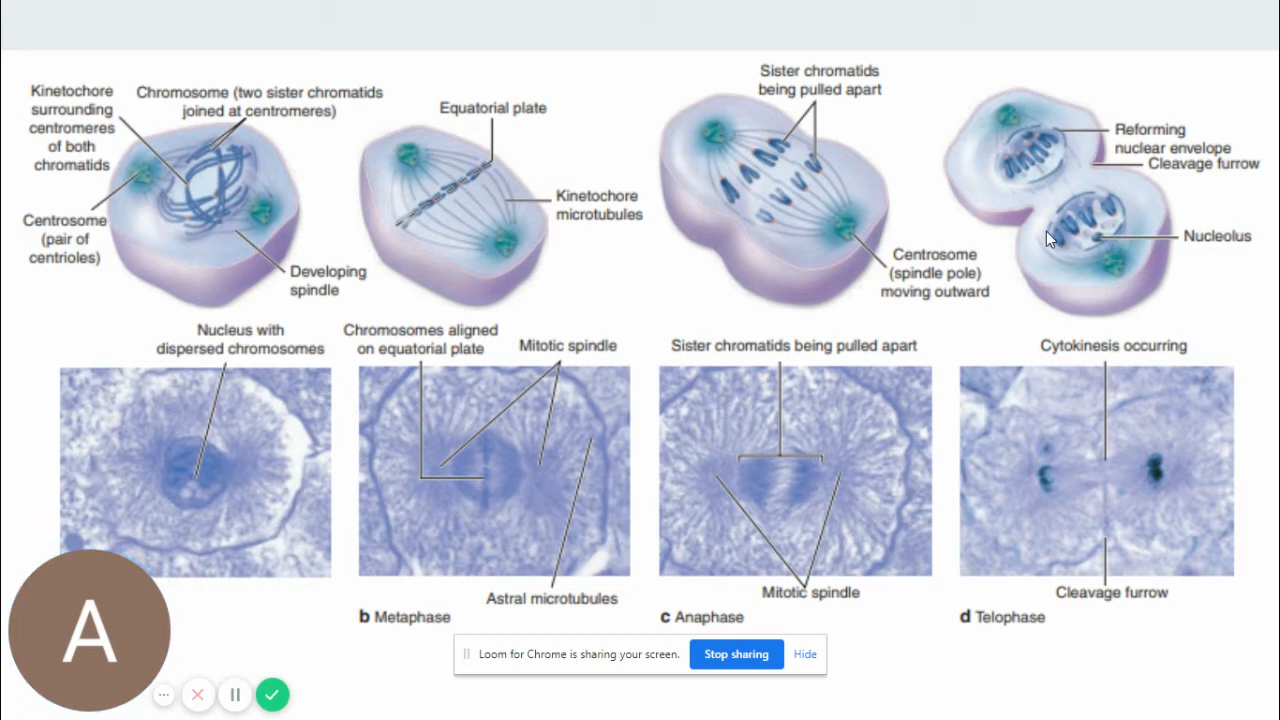 Kinetochore
surrounding
centromeres
of both
chromatids
Chromosome (two sister chromatids
joined at centromeres)
Centrosome
(pair of
centrioles)
Developing
spindle
Equatorial plate
Kinetochore
microtubules
Sister chromatids
being pulled apart
Centrosome
(spindle pole)
moving outward
Reforming
nuclear envelope
Cleavage furrow
Nucleolus
Nucleus with
dispersed chromosomes
Chromosomes aligned
on equatorial plate
Mitotic spindle
Sister chromatids being pulled apart
Cytokinesis occurring
Astral microtubules
Mitotic spindle
Cleavage furrow
b Metaphase
c Anaphase
d Telophase
A
Loom for Chrome is sharing your screen.
Stop sharing
Hide